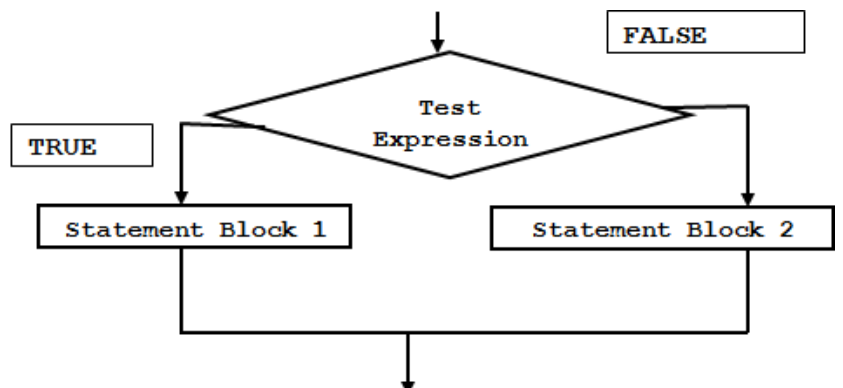 FALSE
Test
Expression
TRUE
Statement Block 1
Statement Block 2